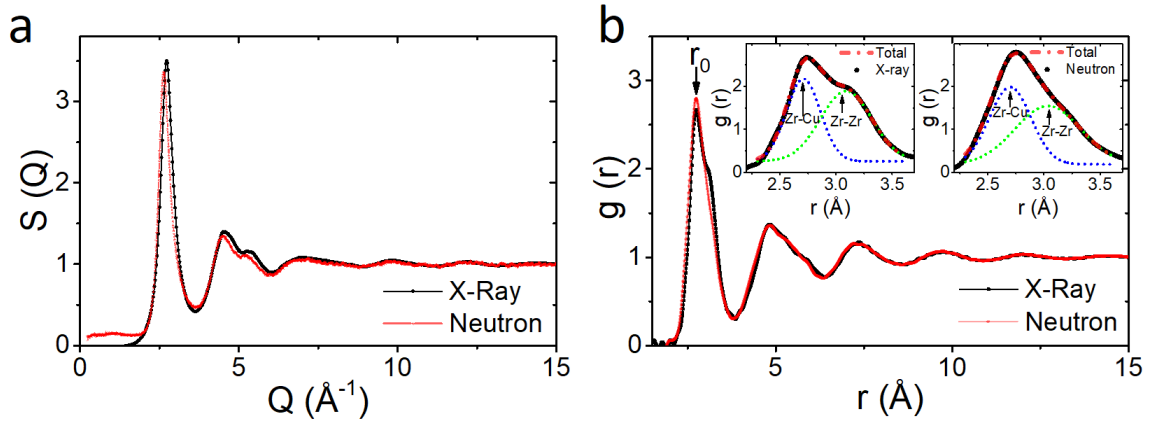 a
S (Q)
3
2
1
0
X-Ray
Neutron
0
5
10
15
Q (Å-1)
b
g (r)
3
2
1
0
r0
X-Ray
Neutron
5
10
15
r (Å)
g (r)
2
1
0
Total
X-ray
Zr-Cu
Zr-Zr
2.5
3.0
3.5
r (Å)
g (r)
2
1
0
Total
Neutron
Zr-Cu
Zr-Zr
2.5
3.0
3.5
r (Å)